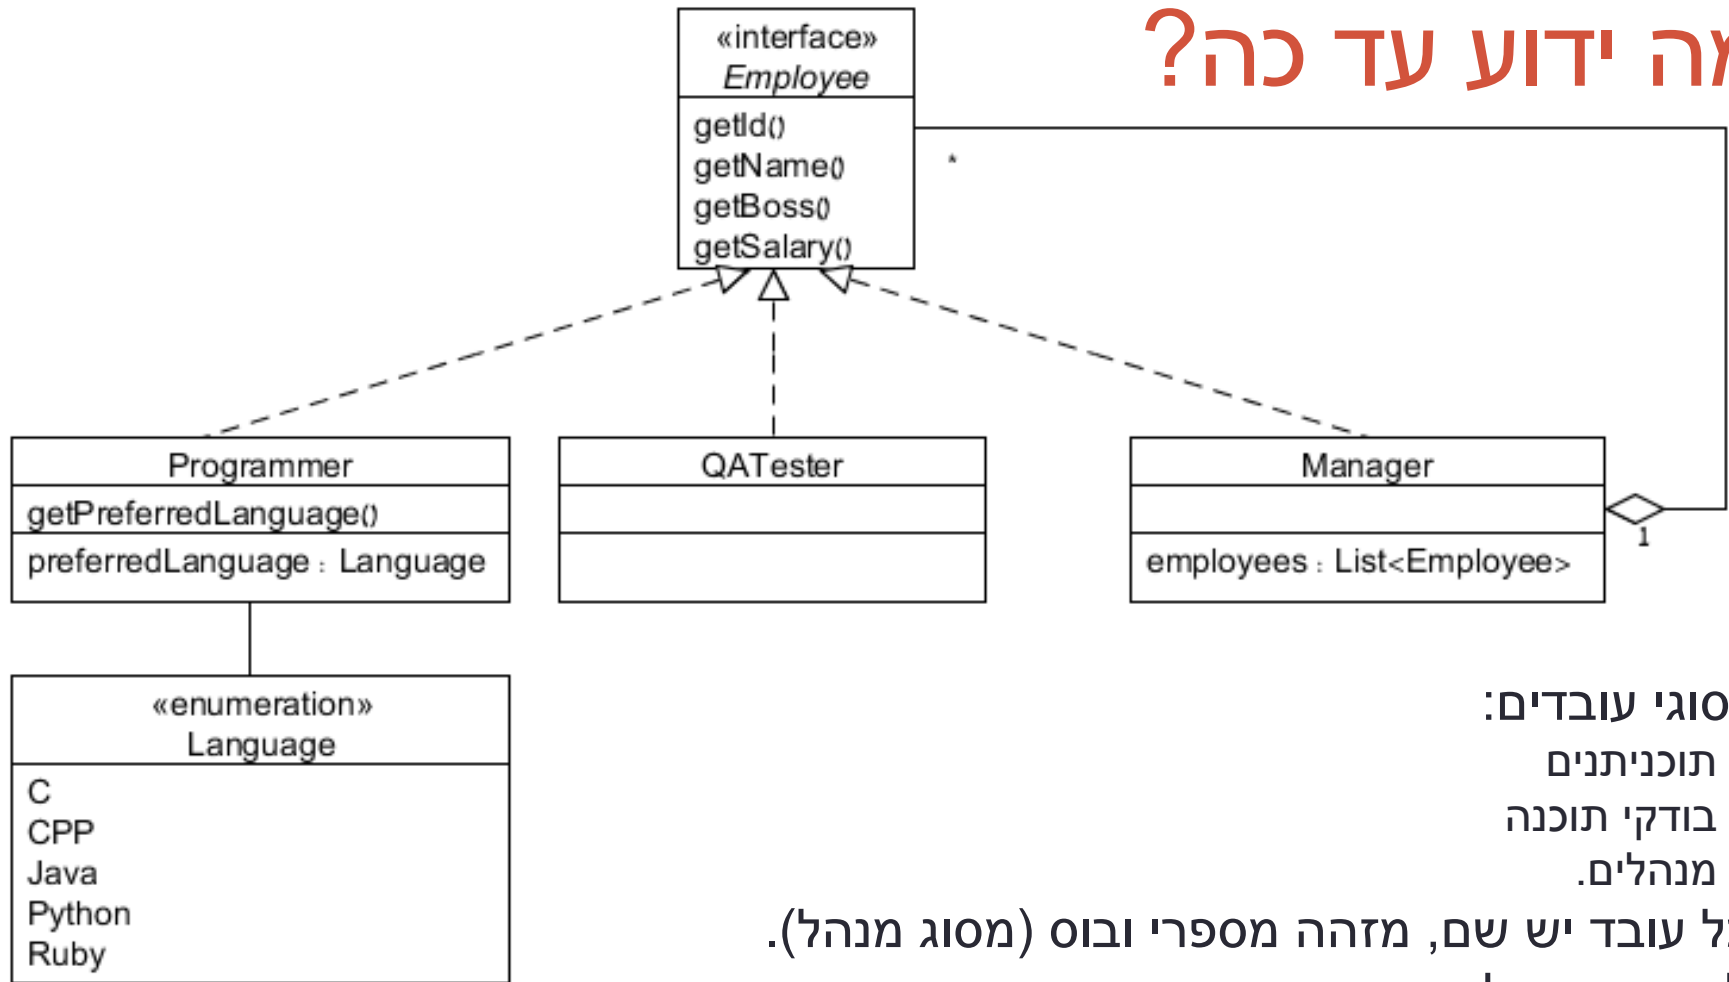 ה ידוע עד כה?
«interface»
Employee
getId()
getName()
getBoss()
getSalary()
*
Programmer
getPreferredLanguage()
preferredLanguage : Language
QATester
Manager
employees : List<Employee>
1
«enumeration»
Language
C
CPP
Java
Python
Ruby
סוגי עובדים:
תוכניתנים
בודקי תוכנה
מנהלים.
ל עובד יש שם, מזהה מספרי ובוס (מסוג מנהל).